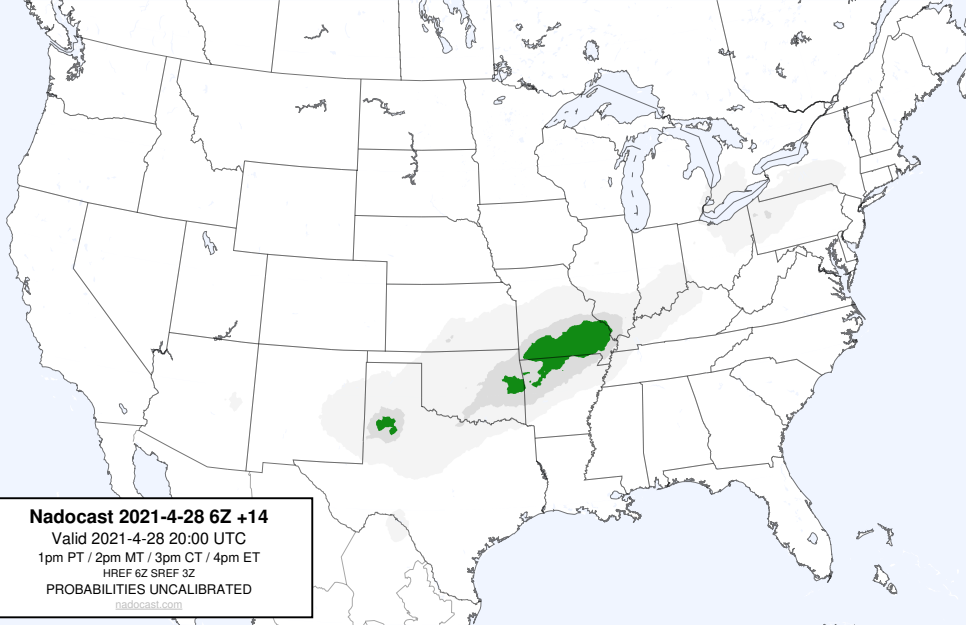 Nadocast 2021-4-28 6Z +14
Valid 2021-4-28 20:00 UTC
1pm PT / 2pm MT / 3pm CT / 4pm ET
HREF 6Z SREF 3Z
PROBABILITIES UNCALIBRATED
nadocast.com